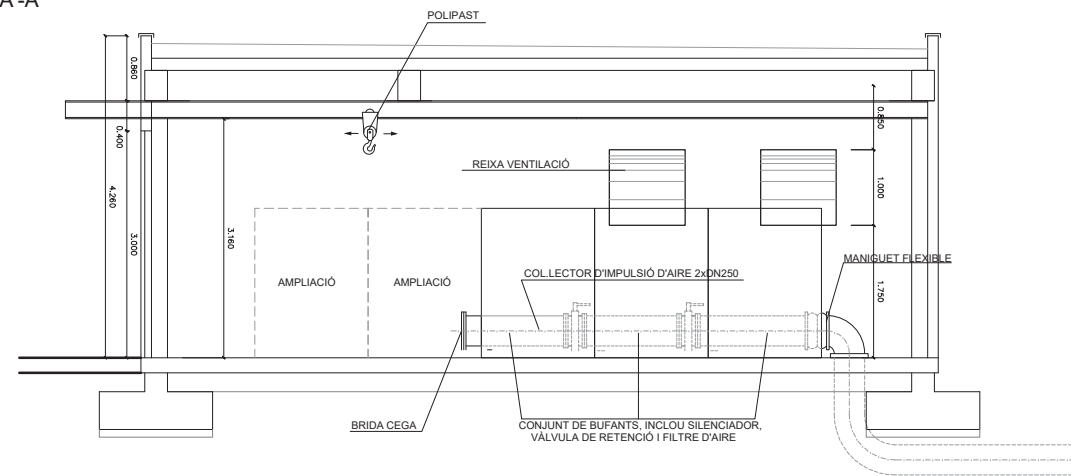 A-A
POLIPAST
0.860
0.400
4.260
3.000
3.160
0.850
1.000
1.750
REIXA VENTILACIÓ
MANIGUET FLEXIBLE
COL.LECTOR D'IMPULSIÓ D'AIRE 2xDN250
AMPLIACIÓ
AMPLIACIÓ
BRIDA CEGA
CONJUNT DE BUFANTS, INCLOU SILENCIADOR,
VÀLVULA DE RETENCIÓ I FILTRE D'AIRE